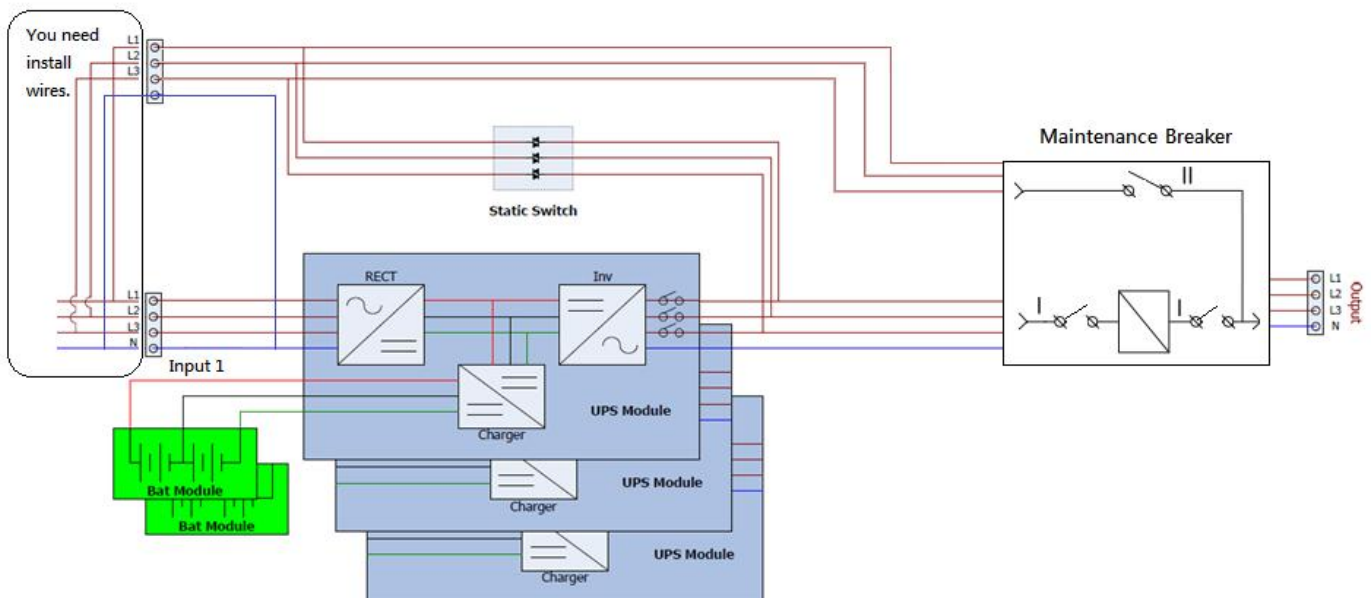 You need
install
wires.
L1
L2
L3
Static Switch
Maintenance Breaker
II
I
I
L1
L2
L3
N
Output
L1
L2
L3
N
Input 1
RECT
Inv
Charger
UPS Module
Charger
UPS Module
Charger
UPS Module
Bat Module
Bat Module